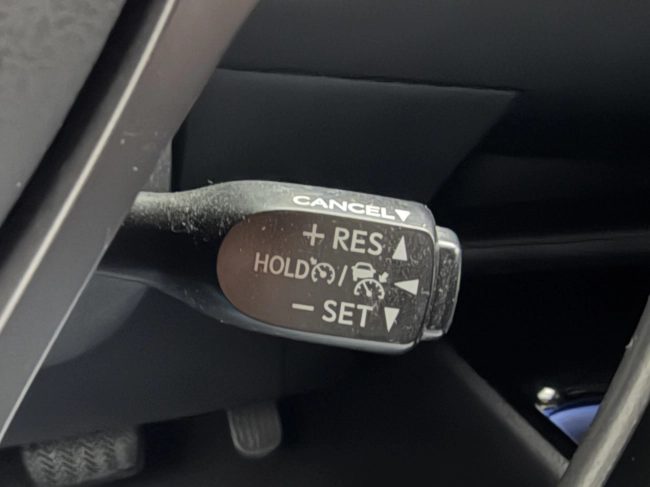 CANCEL▼
+ RES ▲
HOLD / ◀
− SET ▼